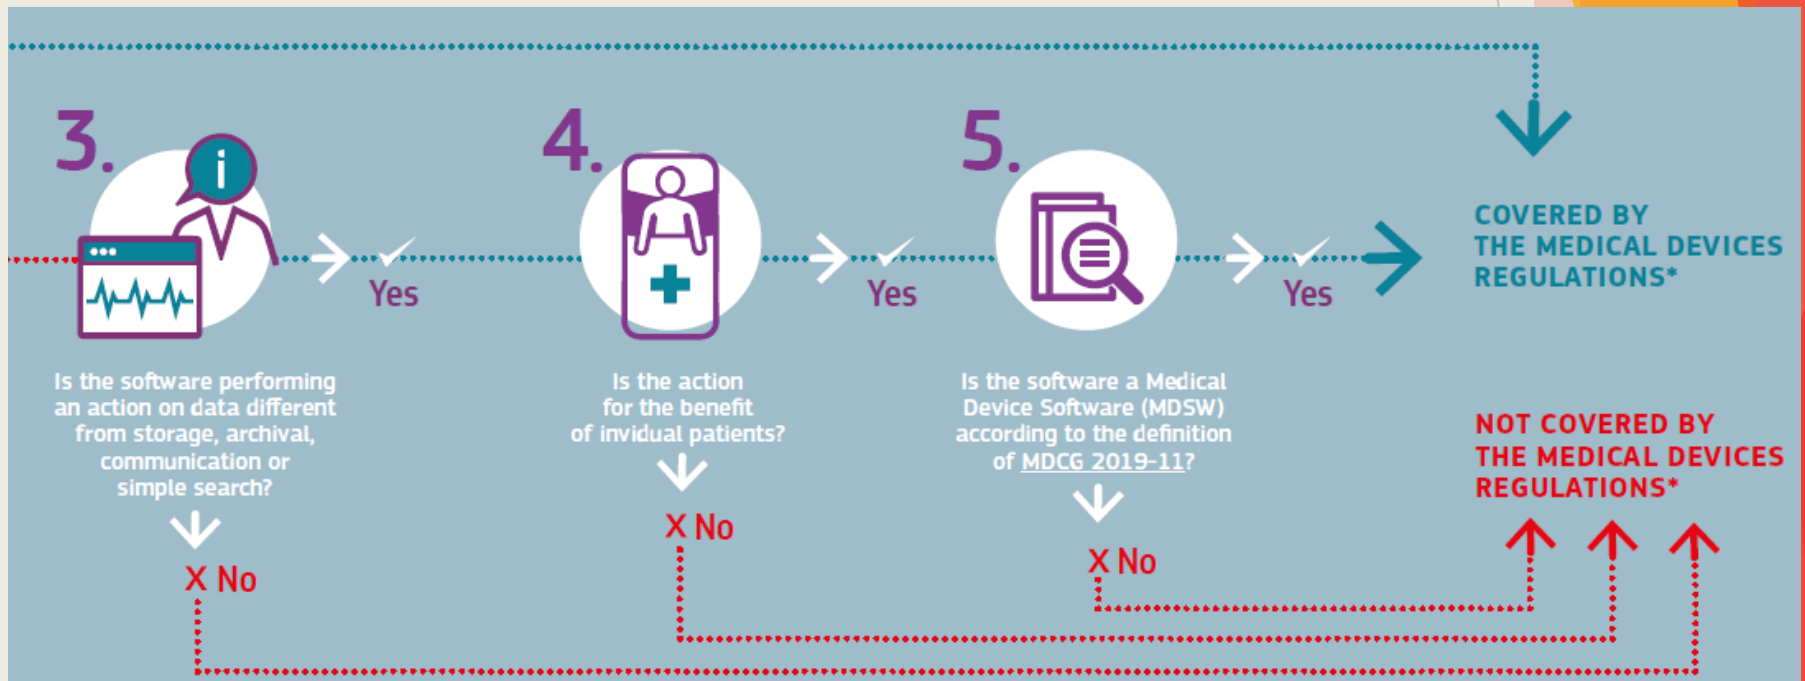 3.
i
Yes
Is the software performing
an action on data different
from storage, archival,
communication or
simple search?
X No
4.
Yes
Is the action
for the benefit
of invidual patients?
X No
5.
Yes
Is the software a Medical
Device Software (MDSW)
according to the definition
of MDCG 2019-11?
X No
COVERED BY
THE MEDICAL DEVICES
REGULATIONS*
NOT COVERED BY
THE MEDICAL DEVICES
REGULATIONS*